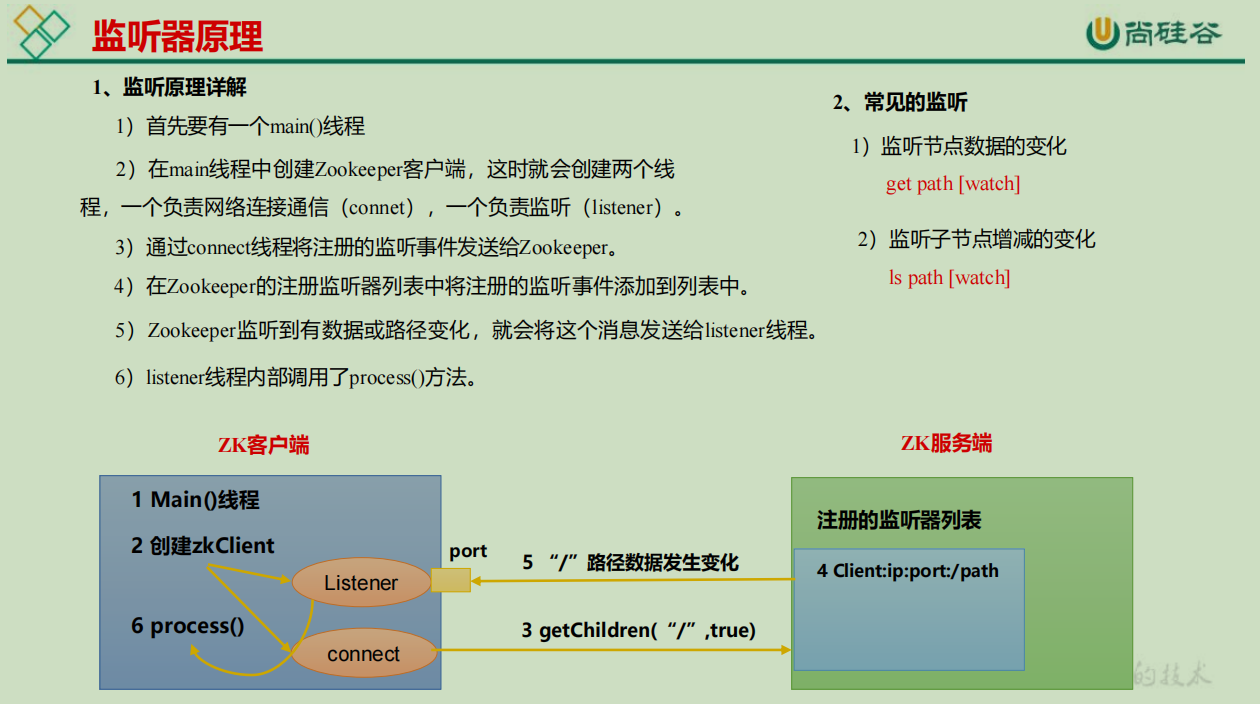 监听器原理
尚硅谷
1、监听原理详解
1）首先要有一个main()线程
2）在main线程中创建Zookeeper客户端，这时就会创建两个线
程，一个负责网络连接通信（connet），一个负责监听（listener）。
3）通过connect线程将注册的监听事件发送给Zookeeper。
4）在Zookeeper的注册监听器列表中将注册的监听事件添加到列表中。
5）Zookeeper监听到有数据或路径变化，就会将这个消息发送给listener线程。
6）listener线程内部调用了process()方法。
2、常见的监听
1）监听节点数据的变化
get path [watch]
2）监听子节点增减的变化
ls path [watch]
ZK客户端
1 Main()线程
2 创建zkClient
Listener
6 process()
connect
port
5 “/”路径数据发生变化
3 getChildren(“/”,true)
ZK服务端
注册的监听器列表
4 Client:ip:port:/path
的技术